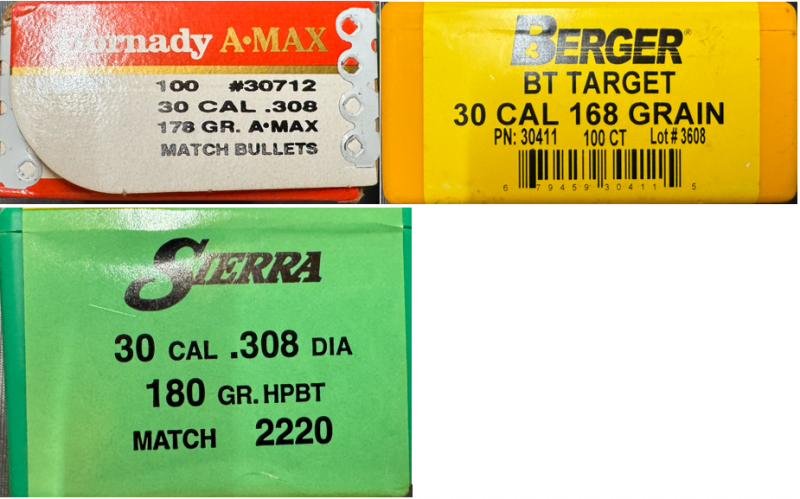 Hornady A·MAX
100 #30712
30 CAL .308
178 GR. A·MAX
MATCH BULLETS
BERGER®
BT TARGET
30 CAL 168 GRAIN
PN: 30411 100 CT Lot# 3608
6 79459 30411 5
SIERRA
30 CAL .308 DIA
180 GR. HPBT
MATCH 2220